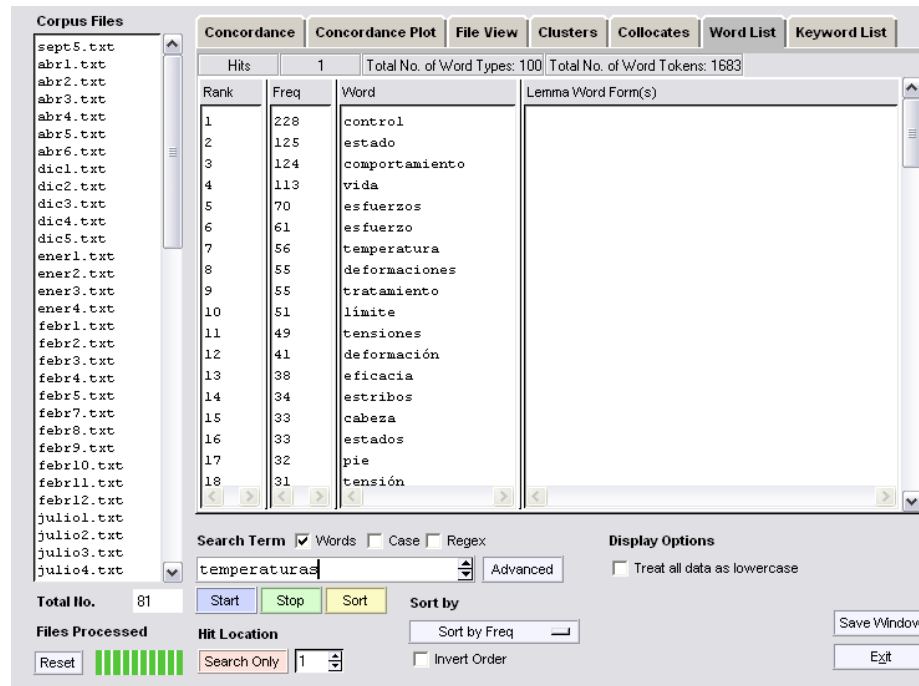 Corpus Files
sept5.txt
abr1.txt
abr2.txt
abr3.txt
abr4.txt
abr5.txt
abr6.txt
dic1.txt
dic2.txt
dic3.txt
dic4.txt
dic5.txt
ener1.txt
ener2.txt
ener3.txt
ener4.txt
febr1.txt
febr2.txt
febr3.txt
febr4.txt
febr5.txt
febr7.txt
febr8.txt
febr9.txt
febr10.txt
febr11.txt
febr12.txt
julio1.txt
julio2.txt
julio3.txt
julio4.txt
Total No. 81
Files Processed
Reset
Concordance Concordance Plot File View Clusters Collocates Word List Keyword List
Hits 1 Total No. of Word Types: 100 Total No. of Word Tokens: 1683
Rank Freq Word Lemma Word Form(s)
1 228 control
2 125 estado
3 124 comportamiento
4 113 vida
5 70 esfuerzos
6 61 esfuerzo
7 56 temperatura
8 55 deformaciones
9 55 tratamiento
10 51 límite
11 49 tensiones
12 41 deformación
13 38 eficacia
14 34 estribos
15 33 cabeza
16 33 estados
17 32 pie
18 31 tensión
Search Term Words Case Regex
temperaturas Advanced
Start Stop Sort
Hit Location
Search Only 1
Sort by
Sort by Freq
Invert Order
Display Options
Treat all data as lowercase
Save Window
Exit